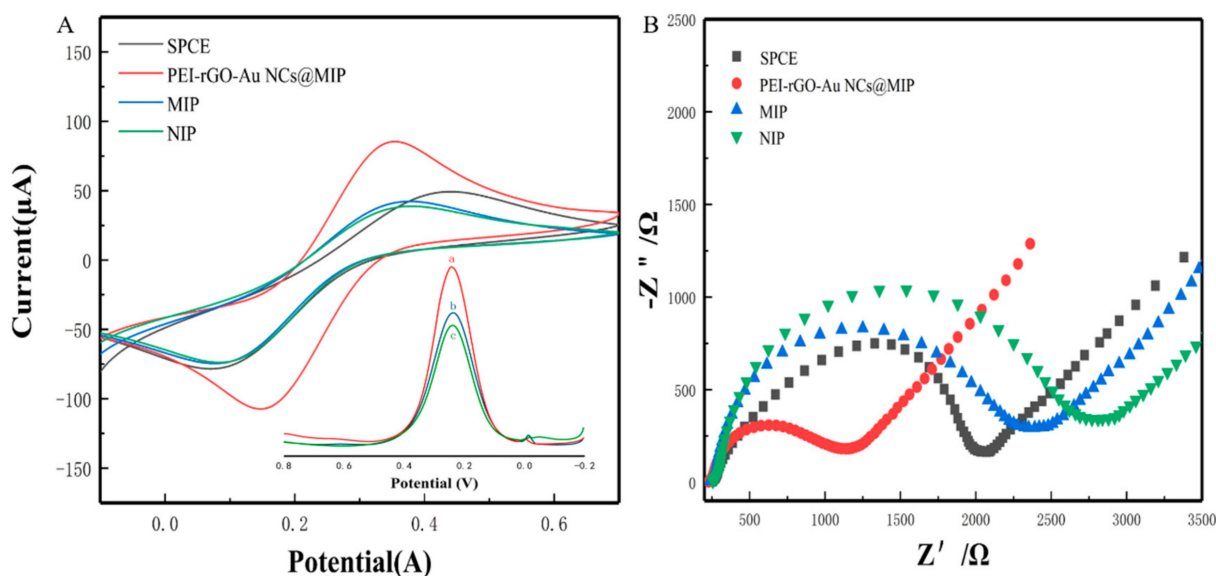 A
SPCE
PEI-rGO-Au NCs@MIP
MIP
NIP
150
100
50
0
-50
-100
-150
Current(μA)
a
b
c
0.8 0.6 0.4 0.2 0.0 -0.2
Potential (V)
0.0 0.2 0.4 0.6
Potential(A)
B
SPCE
PEI-rGO-Au NCs@MIP
MIP
NIP
2500
2000
1500
1000
500
0
-Z"/Ω
500 1000 1500 2000 2500 3000 3500
Z' /Ω